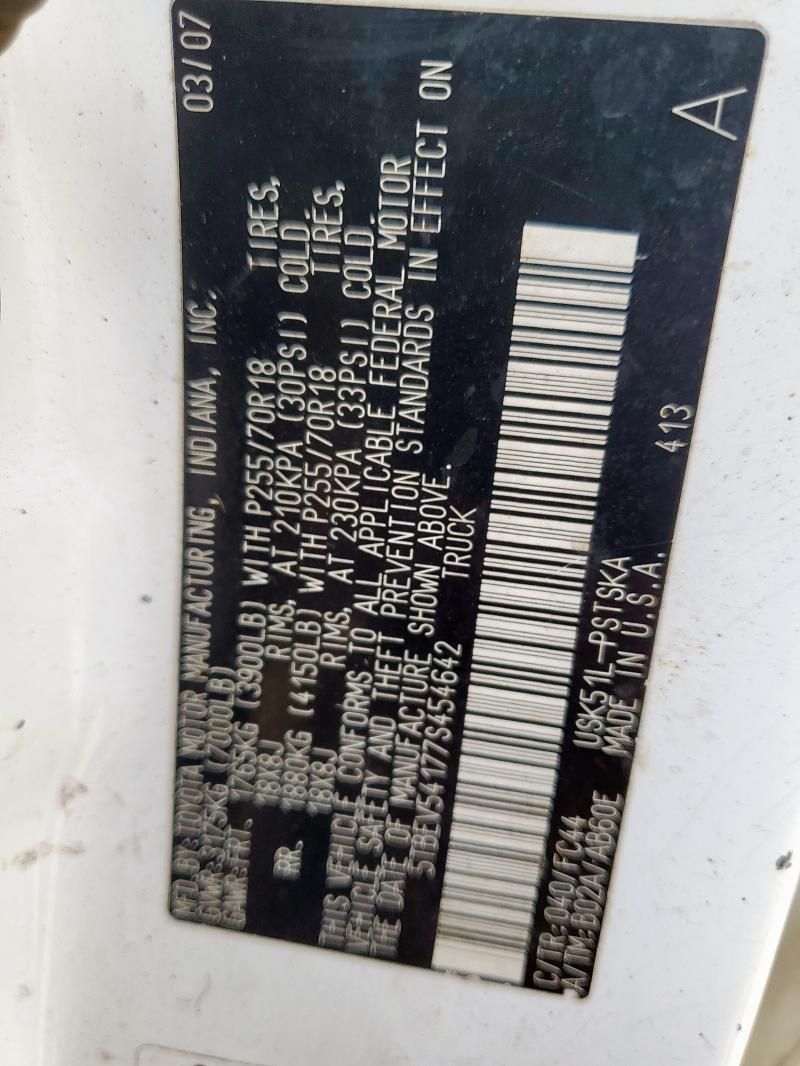 MFD BY: TOYOTA MOTOR MANUFACTURING, INDIANA, INC. 03/07
GVWR: 3175KG (7000LB)
GAWR: FRT. 1765KG (3900LB) WITH P255/70R18 TIRES,
18X8J RIMS, AT 210KPA (30PSI) COLD.
RR. 1880KG (4150LB) WITH P255/70R18 TIRES,
18X8J RIMS, AT 230KPA (33PSI) COLD.
THIS VEHICLE CONFORMS TO ALL APPLICABLE FEDERAL MOTOR
VEHICLE SAFETY AND THEFT PREVENTION STANDARDS IN EFFECT ON
THE DATE OF MANUFACTURE SHOWN ABOVE.
5TBEV54177S454642 TRUCK
C/TR: 040/FC44 USK51L-PSTSKA 413 A
A/TM: B02A/AB60E MADE IN U.S.A.